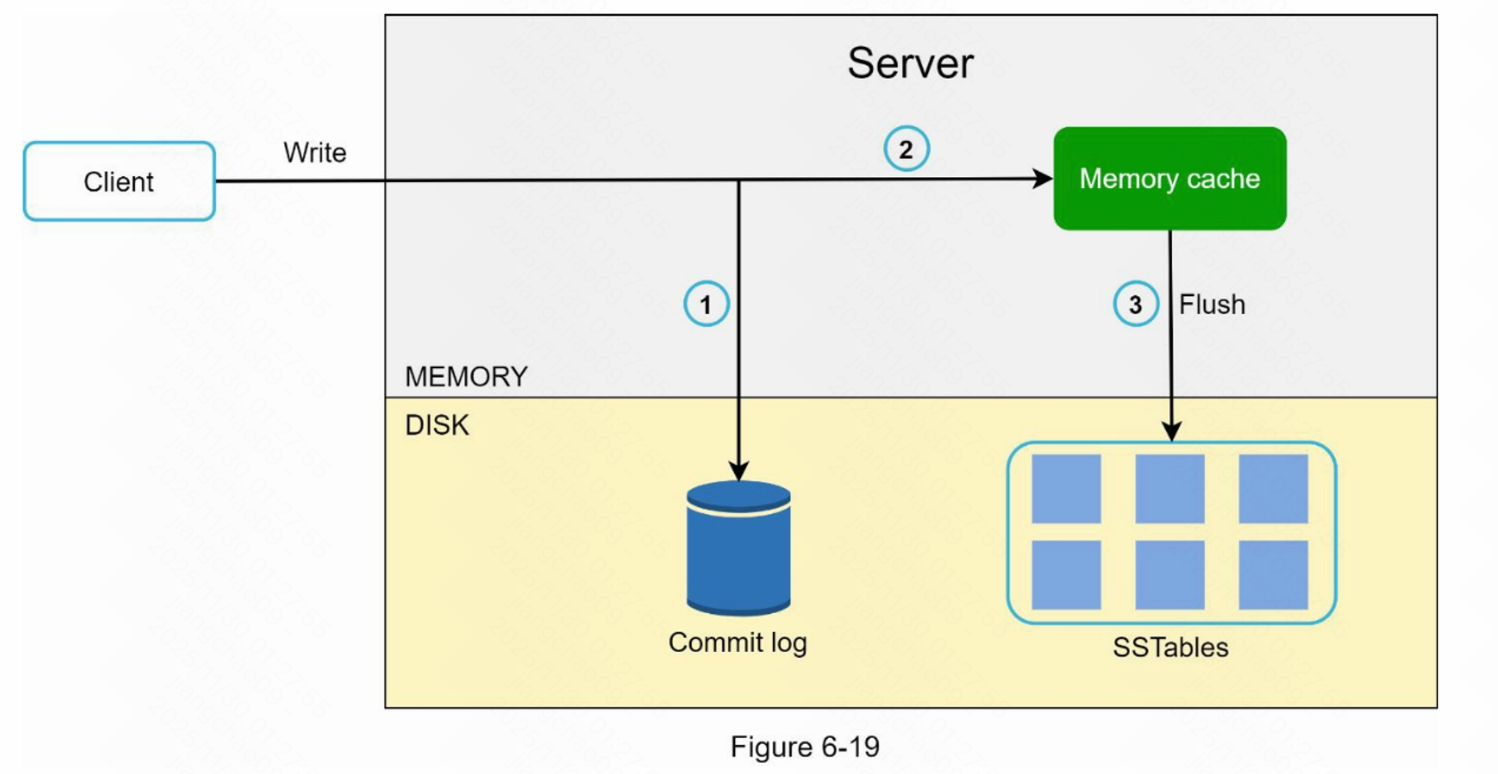 Server
Client
Write
2
Memory cache
1
3
Flush
MEMORY
DISK
Commit log
SSTables
Figure 6-19